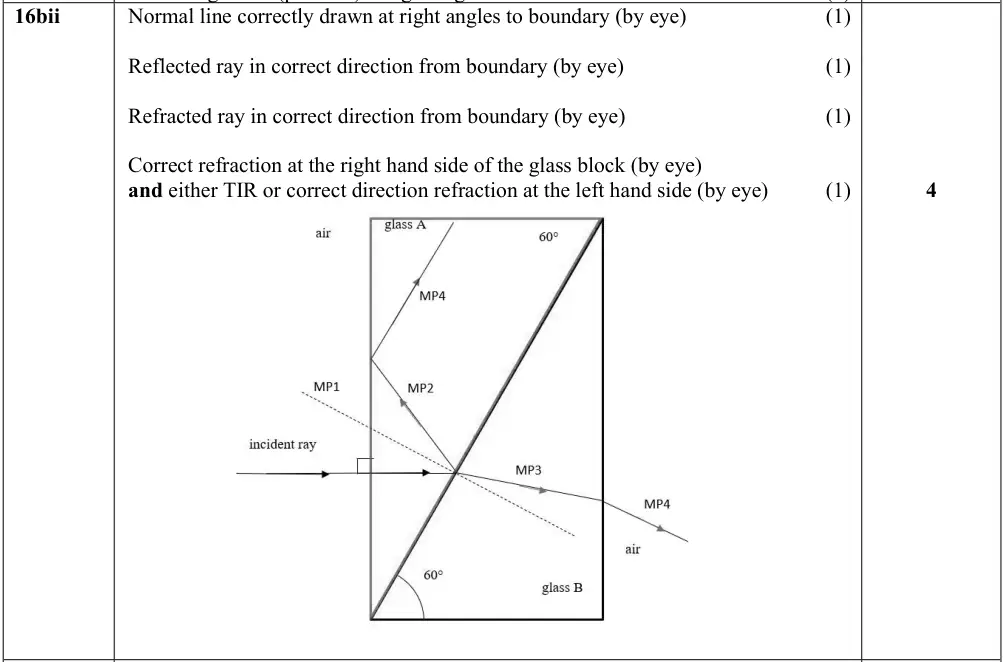 16bii
Normal line correctly drawn at right angles to boundary (by eye) (1)
Reflected ray in correct direction from boundary (by eye) (1)
Refracted ray in correct direction from boundary (by eye) (1)
Correct refraction at the right hand side of the glass block (by eye)
and either TIR or correct direction refraction at the left hand side (by eye) (1) 4
air
glass A
60°
MP4
MP1
MP2
incident ray
MP3
MP4
air
60°
glass B